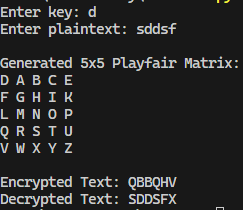 Enter key: d
Enter plaintext: sddsf
Generated 5x5 Playfair Matrix:
D A B C E
F G H I K
L M N O P
Q R S T U
V W X Y Z
Encrypted Text: QBBQHV
Decrypted Text: SDDSFX